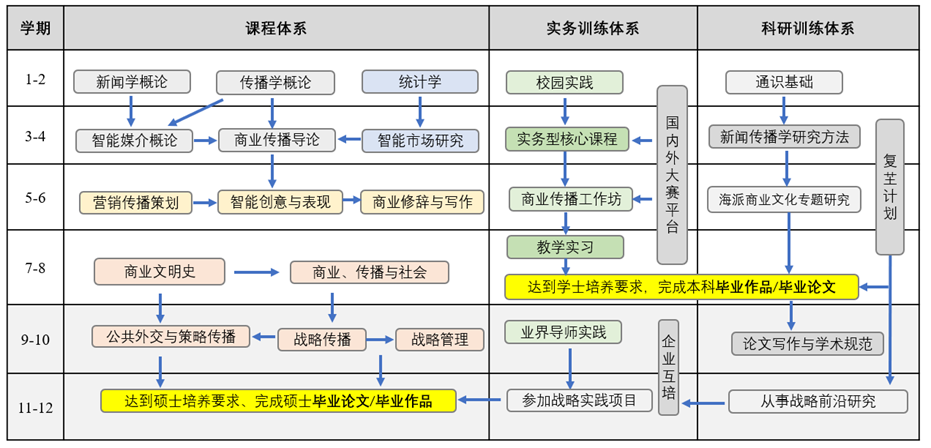 学期 课程体系 实务训练体系 科研训练体系
1-2 新闻学概论 传播学概论 统计学 校园实践 通识基础
3-4 智能媒介概论 商业传播导论 智能市场研究 实务型核心课程 国内外大赛平台 新闻传播学研究方法 复茔计划
5-6 营销传播策划 智能创意与表现 商业修辞与写作 商业传播工作坊 海派商业文化专题研究
教学实习
7-8 商业文明史 商业、传播与社会
达到学士培养要求，完成本科毕业作品/毕业论文
9-10 公共外交与策略传播 战略传播 战略管理 业界导师实践 企业互培 论文写作与学术规范
11-12 达到硕士培养要求、完成硕士毕业论文/毕业作品 参加战略实践项目 从事战略前沿研究